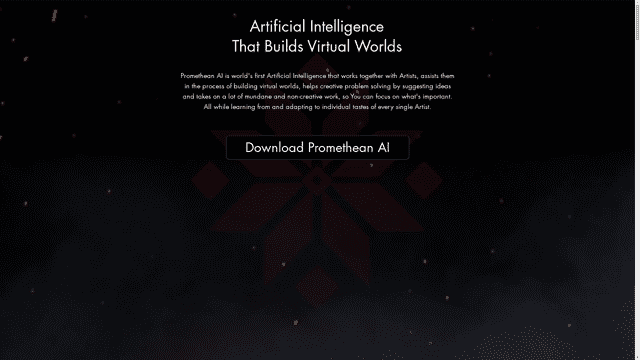 Artificial Intelligence
That Builds Virtual Worlds
Promethean AI is world's first Artificial Intelligence that works together with Artists, assists them
in the process of building virtual worlds, helps creative problem solving by suggesting ideas
and takes on a lot of mundane and non-creative work, so You can focus on what's important.
All while learning from and adapting to individual tastes of every single Artist.
Download Promethean AI